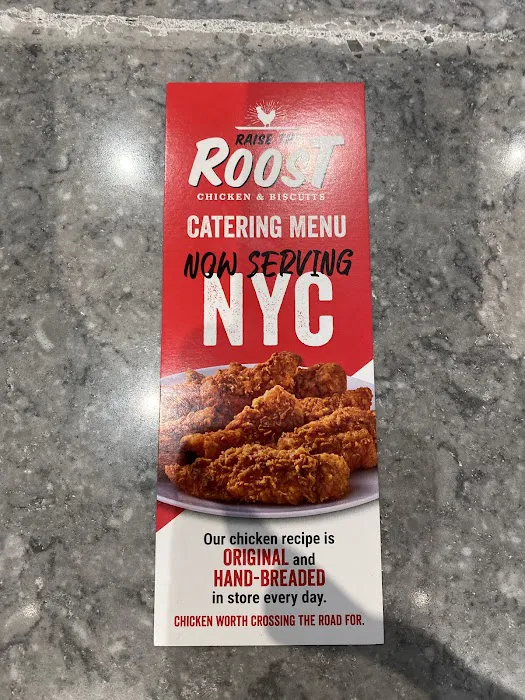 RAISE THE
ROOST
CHICKEN & BISCUITS
CATERING MENU
NOW SERVING
NYC
Our chicken recipe is
ORIGINAL and
HAND-BREADED
in store every day.
CHICKEN WORTH CROSSING THE ROAD FOR.